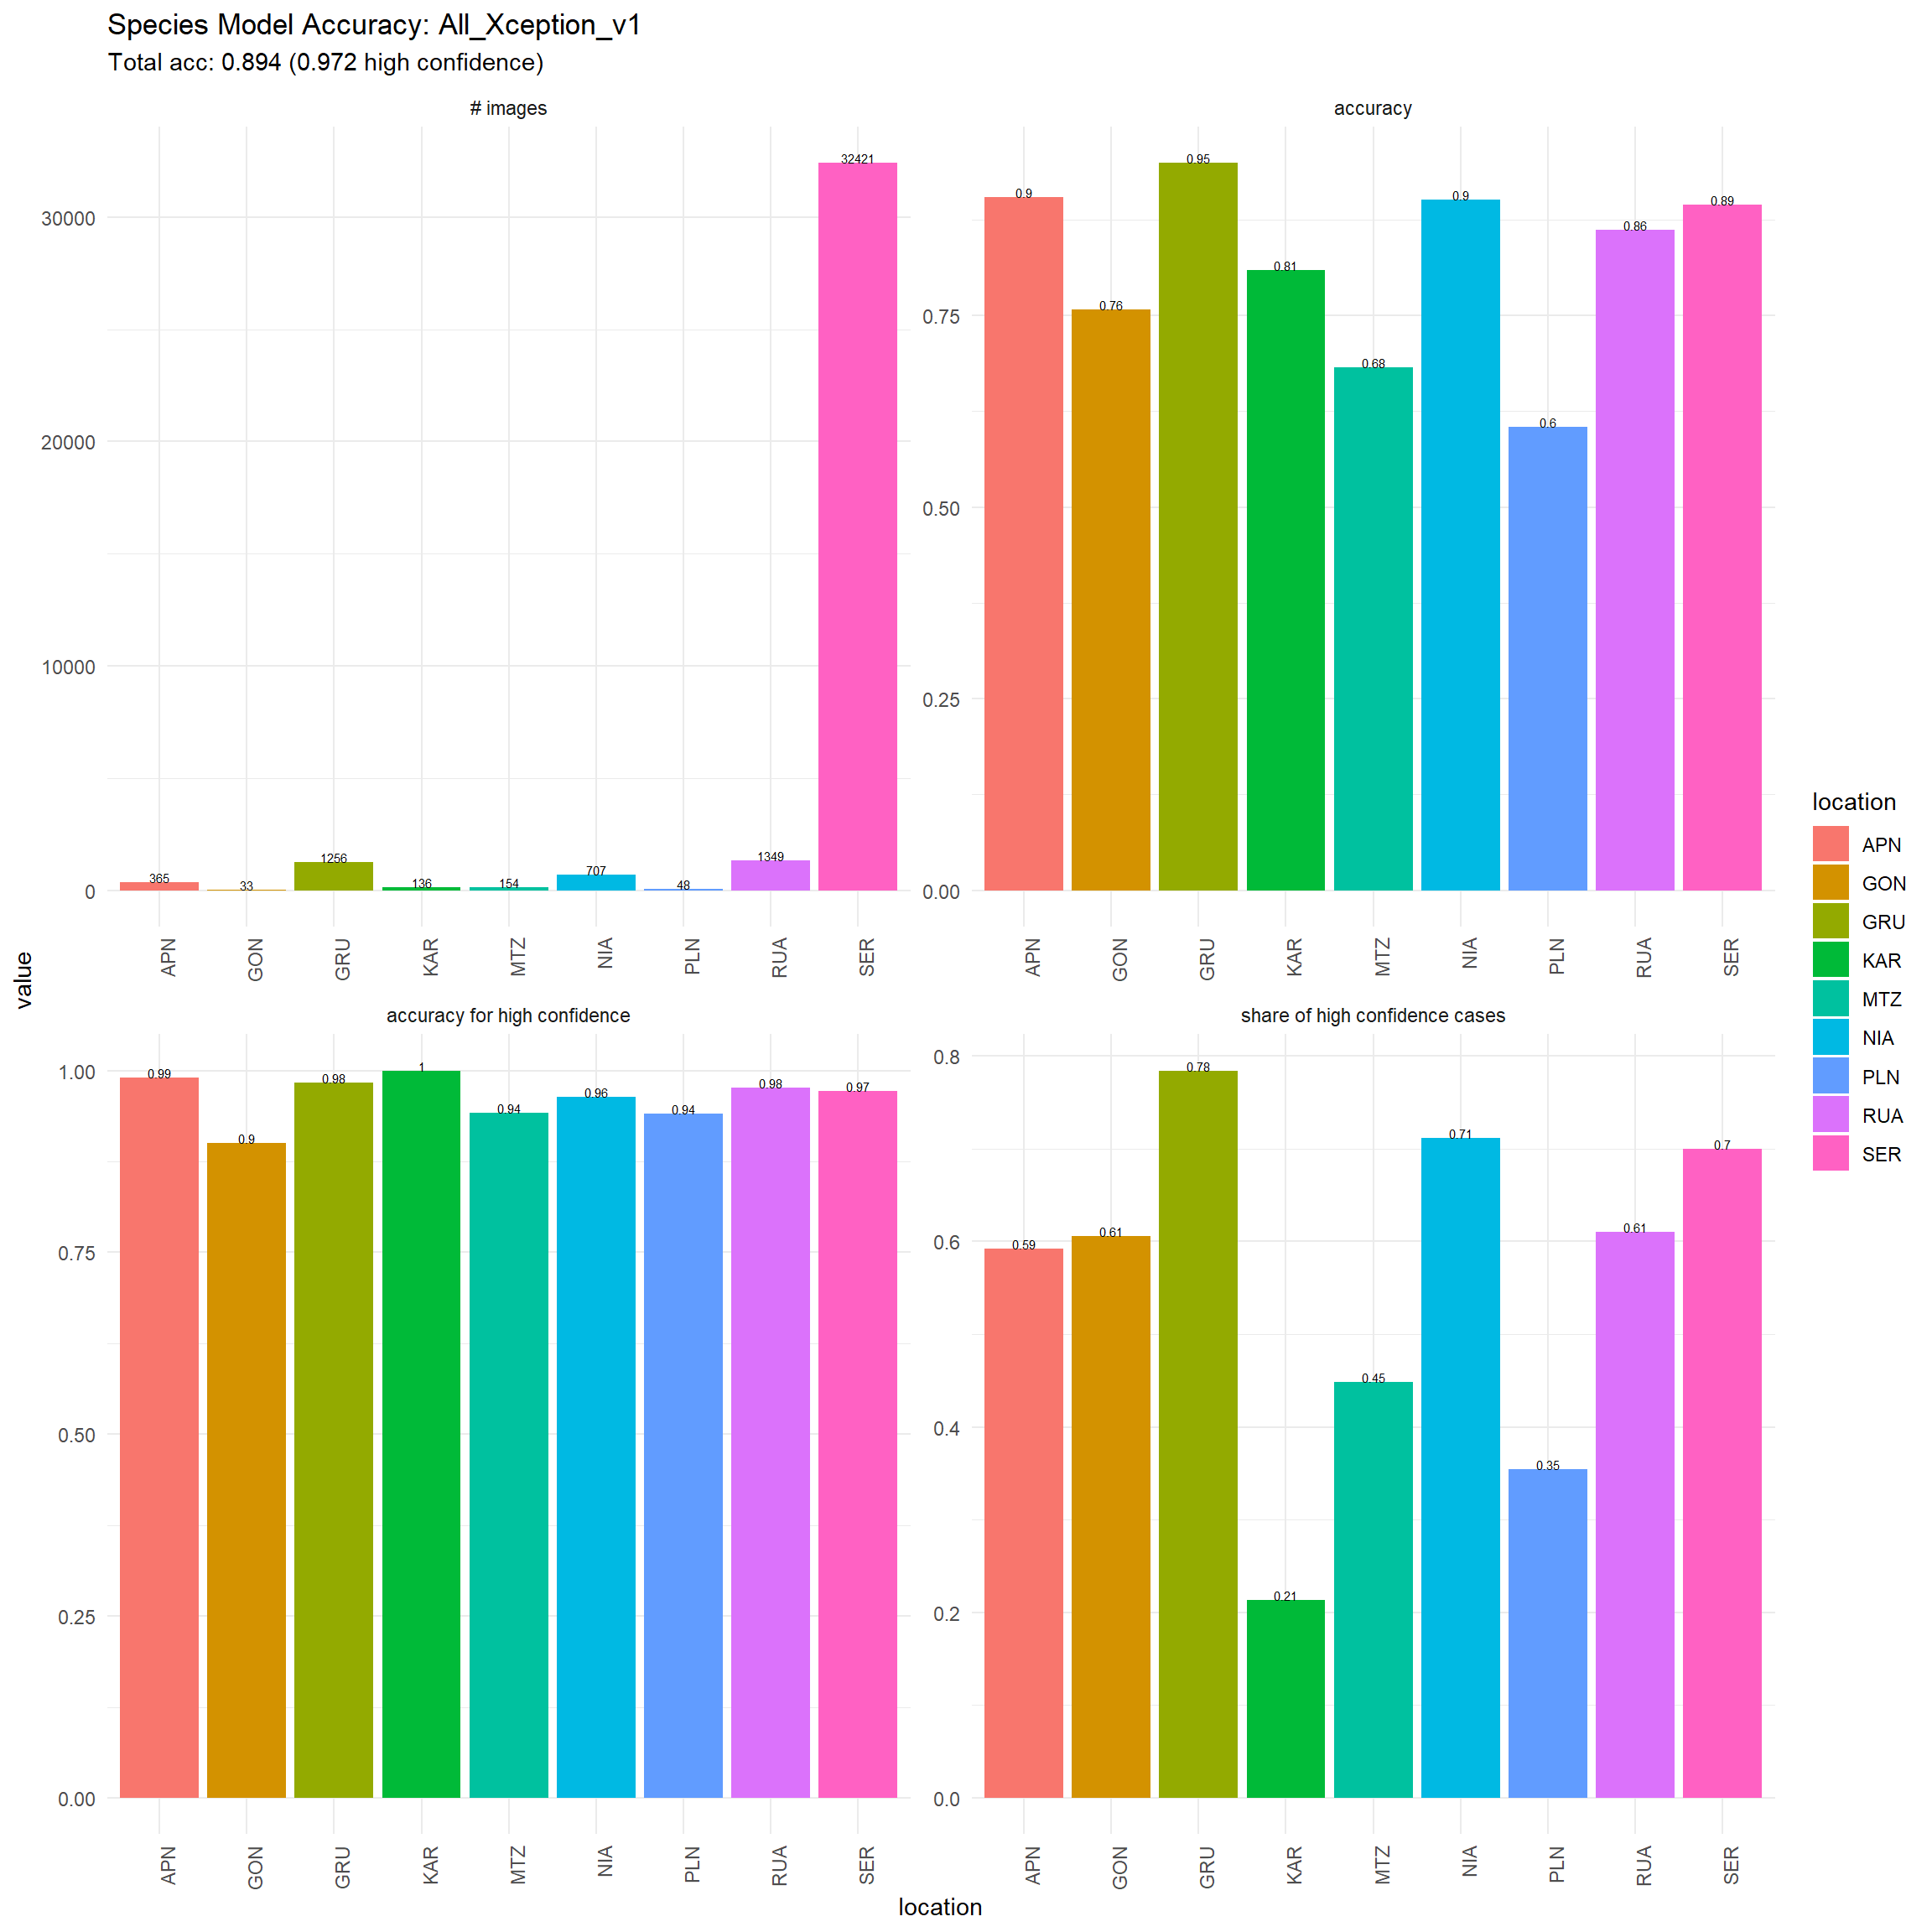 Species Model Accuracy: All_Xception_v1
Total acc: 0.894 (0.972 high confidence)
# images
30000
20000
10000
0
365
33
1256
136
154
707
48
1349
32421
APN
GON
GRU
KAR
MTZ
NIA
PLN
RUA
SER
accuracy
0.75
0.50
0.25
0.00
0.9
0.76
0.95
0.81
0.68
0.9
0.6
0.86
0.89
APN
GON
GRU
KAR
MTZ
NIA
PLN
RUA
SER
value
accuracy for high confidence
1.00
0.75
0.50
0.25
0.00
0.99
0.9
0.98
1
0.94
0.96
0.94
0.98
0.97
APN
GON
GRU
KAR
MTZ
NIA
PLN
RUA
SER
share of high confidence cases
0.8
0.6
0.4
0.2
0.0
0.59
0.61
0.78
0.21
0.45
0.71
0.35
0.61
0.7
APN
GON
GRU
KAR
MTZ
NIA
PLN
RUA
SER
location
location
APN
GON
GRU
KAR
MTZ
NIA
PLN
RUA
SER